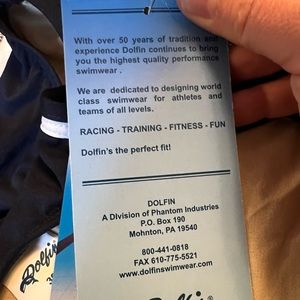 With over 50 years of tradition and
experience Dolfin continues to bring
you the highest quality performance
swimwear .
We are dedicated to designing world
class swimwear for athletes and
teams of all levels.
RACING - TRAINING - FITNESS - FUN
Dolfin's the perfect fit!
DOLFIN
A Division of Phantom Industries
P.O. Box 190
Mohnton, PA 19540
800-441-0818
FAX 610-775-5521
www.dolfinswimwear.com
Dolfin
Dolfin